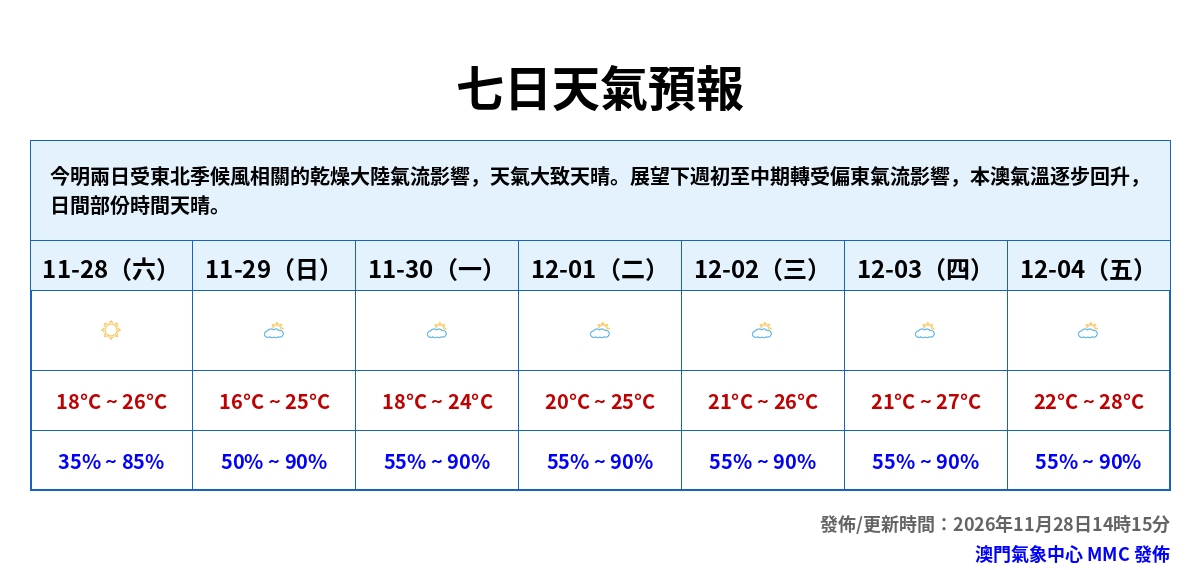 七日天氣預報
今明兩日受東北季候風相關的乾燥大陸氣流影響，天氣大致天晴。展望下週初至中期轉受偏東氣流影響，本澳氣溫逐步回升，
日間部份時間天晴。
11-28（六） 11-29（日） 11-30（一） 12-01（二） 12-02（三） 12-03（四） 12-04（五）
18°C ~ 26°C 16°C ~ 25°C 18°C ~ 24°C 20°C ~ 25°C 21°C ~ 26°C 21°C ~ 27°C 22°C ~ 28°C
35% ~ 85% 50% ~ 90% 55% ~ 90% 55% ~ 90% 55% ~ 90% 55% ~ 90% 55% ~ 90%
發佈/更新時間：2026年11月28日14時15分
澳門氣象中心 MMC 發佈